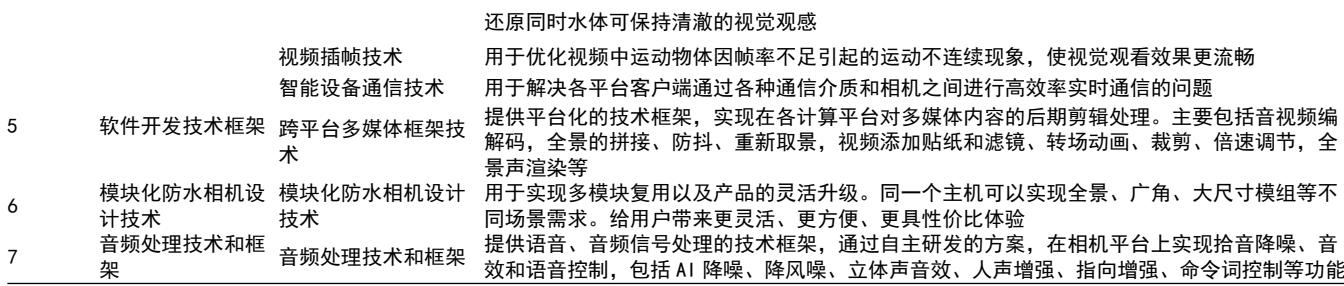 还原同时水体可保持清澈的视觉观感
视频插帧技术 用于优化视频中运动物体因帧率不足引起的运动不连续现象，使视觉观看效果更流畅
智能设备通信技术 用于解决各平台客户端通过各种通信介质和相机之间进行高效率实时通信的问题
5 软件开发技术框架 跨平台多媒体框架技
术
提供平台化的技术框架，实现在各计算平台对多媒体内容的后期剪辑处理。主要包括音视频编
解码，全景的拼接、防抖、重新取景，视频添加贴纸和滤镜、转场动画、裁剪、倍速调节，全
景声渲染等
6 模块化防水相机设
计技术
模块化防水相机设计
技术
用于实现多模块复用以及产品的灵活升级。同一个主机可以实现全景、广角、大尺寸模组等不
同场景需求。给用户带来更灵活、更方便、更具性价比体验
7 音频处理技术和框
架
音频处理技术和框架
提供语音、音频信号处理的技术框架，通过自主研发的方案，在相机平台上实现拾音降噪、音
效和语音控制，包括 AI 降噪、降风噪、立体声音效、人声增强、指向增强、命令词控制等功能